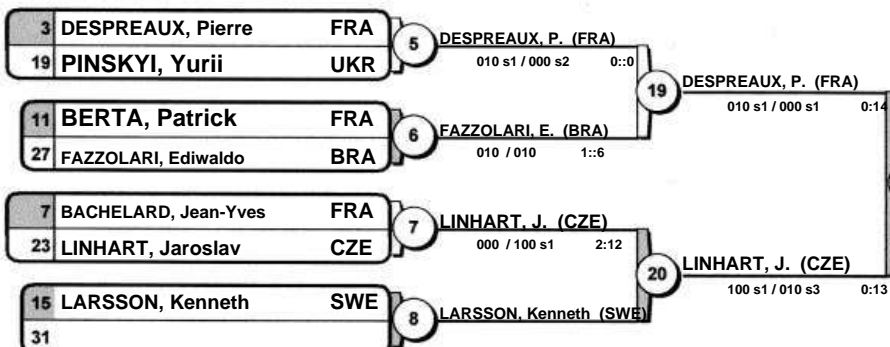 3 DESPREAUX, Pierre FRA
19 PINSKYI, Yurii UKR
5
DESPREAUX, P. (FRA)
010 s1 / 000 s2 0::0
11 BERTA, Patrick FRA
27 FAZZOLARI, Ediwaldo BRA
6
FAZZOLARI, E. (BRA)
010 / 010 1::6
19
DESPREAUX, P. (FRA)
010 s1 / 000 s1 0:14
7 BACHELARD, Jean-Yves FRA
23 LINHART, Jaroslav CZE
7
LINHART, J. (CZE)
000 / 100 s1 2:12
15 LARSSON, Kenneth SWE
31
8
LARSSON, Kenneth (SWE)
20
LINHART, J. (CZE)
100 s1 / 010 s3 0:13